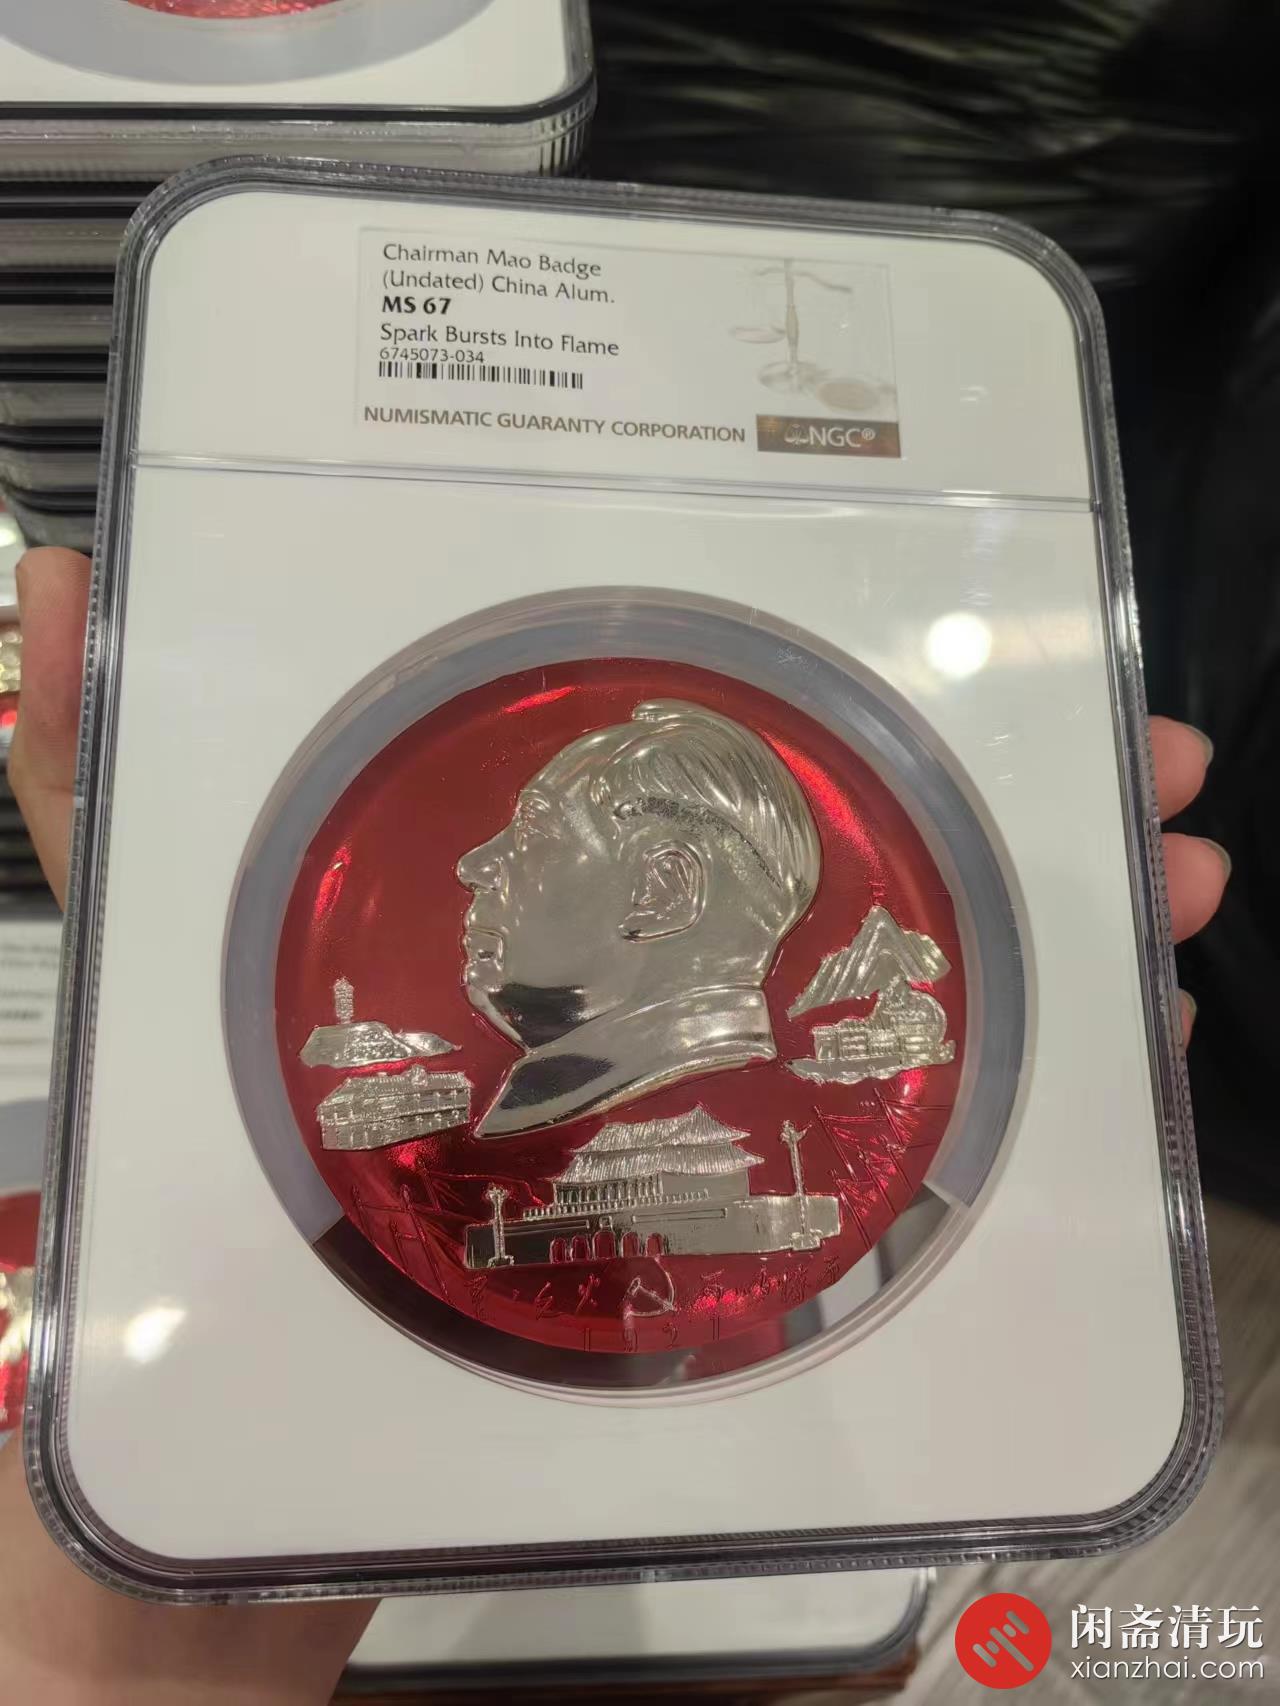 Chairman Mao Badge
(Undated) China Alum.
MS 67
Spark Bursts Into Flame
6745073-034
NUMISMATIC GUARANTY CORPORATION
NGC®
1921
闲斋清玩
xianzhai.com